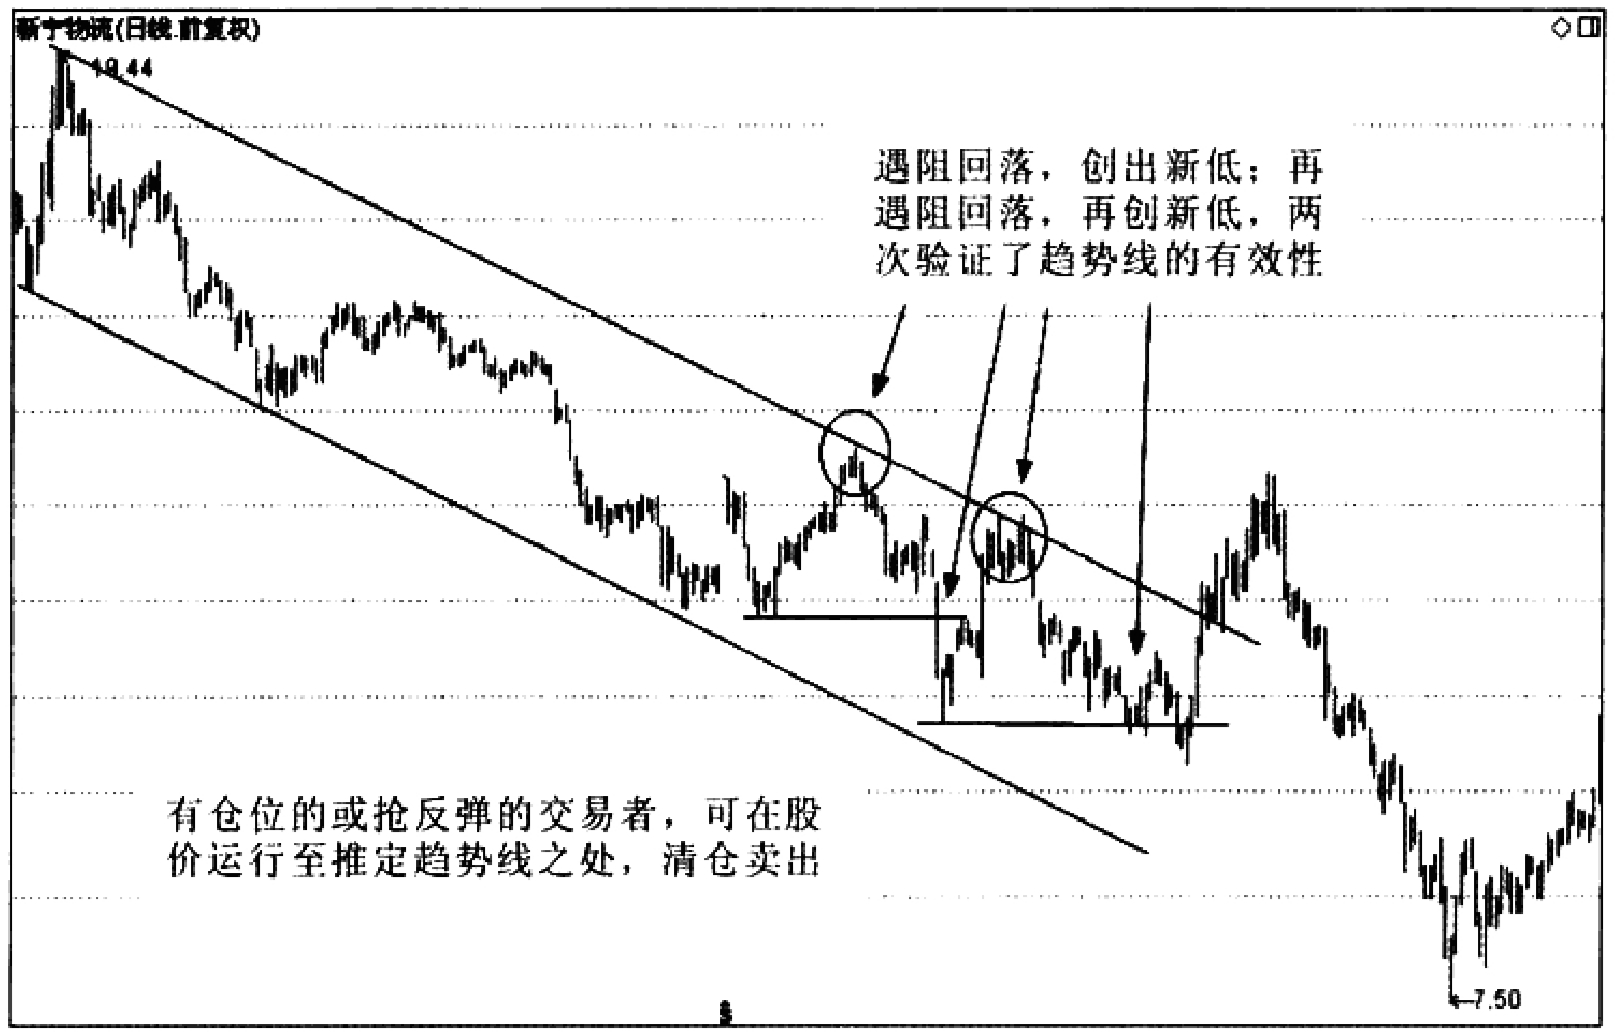 新宁物流(日线.前复权)
19.44
遇阻回落，创出新低；再
遇阻回落，再创新低，两
次验证了趋势线的有效性
有仓位的或抢反弹的交易者，可在股
价运行至推定趋势线之处，清仓卖出
←7.50